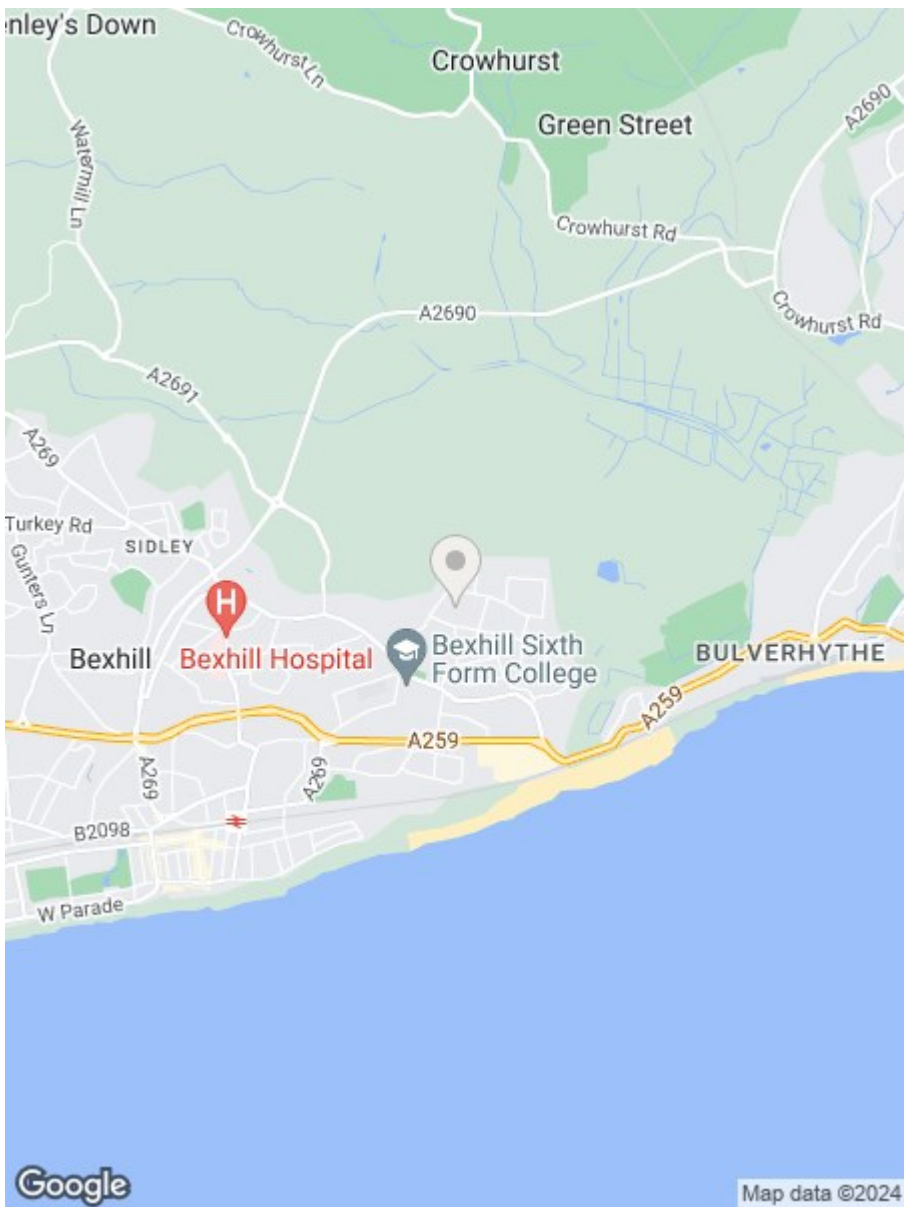 enley's Down
Crowhurst Ln
Crowhurst
A2690
Green Street
Watermill Ln
Crowhurst Rd
A2690
Crowhurst Rd
A2691
A269
Turkey Rd
SIDLEY
Gunters Ln
H
Bexhill
Bexhill Hospital
Bexhill Sixth
Form College
BULVERHYTHE
A259
A259
A269
A269
B2098
W Parade
Google
Map data ©2024